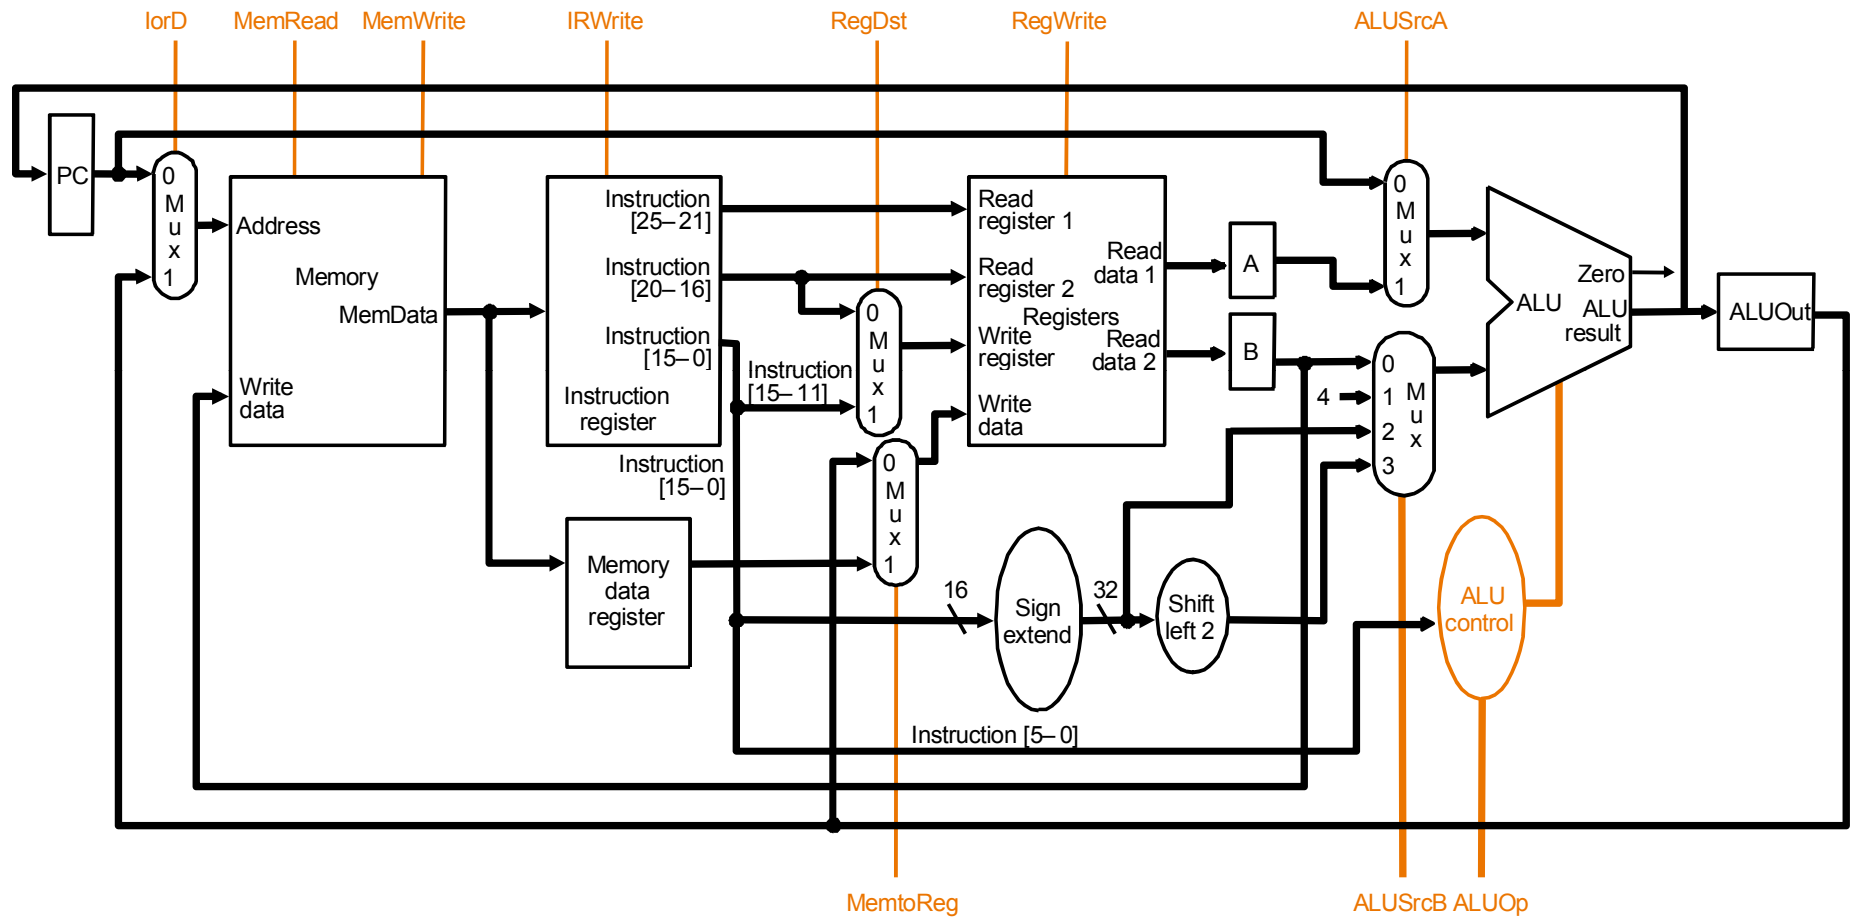 IorD
MemRead
MemWrite
IRWrite
RegDst
RegWrite
ALUSrcA
PC
0
M
u
x
1
Address
Memory
MemData
Write
data
Instruction
[25–21]
Instruction
[20–16]
Instruction
[15–0]
Instruction
register
Instruction
[15–0]
Instruction
[15–11]
0
M
u
x
1
0
M
u
x
1
Memory
data
register
Read
register 1
Read
register 2
Registers
Write
register
Write
data
Read
data 1
Read
data 2
A
B
4
0
M
u
x
1
0
1
2
3
M
u
x
Zero
ALU
ALU
result
ALUOut
16
Sign
extend
32
Shift
left 2
ALU
control
Instruction [5–0]
MemtoReg
ALUSrcB
ALUOp